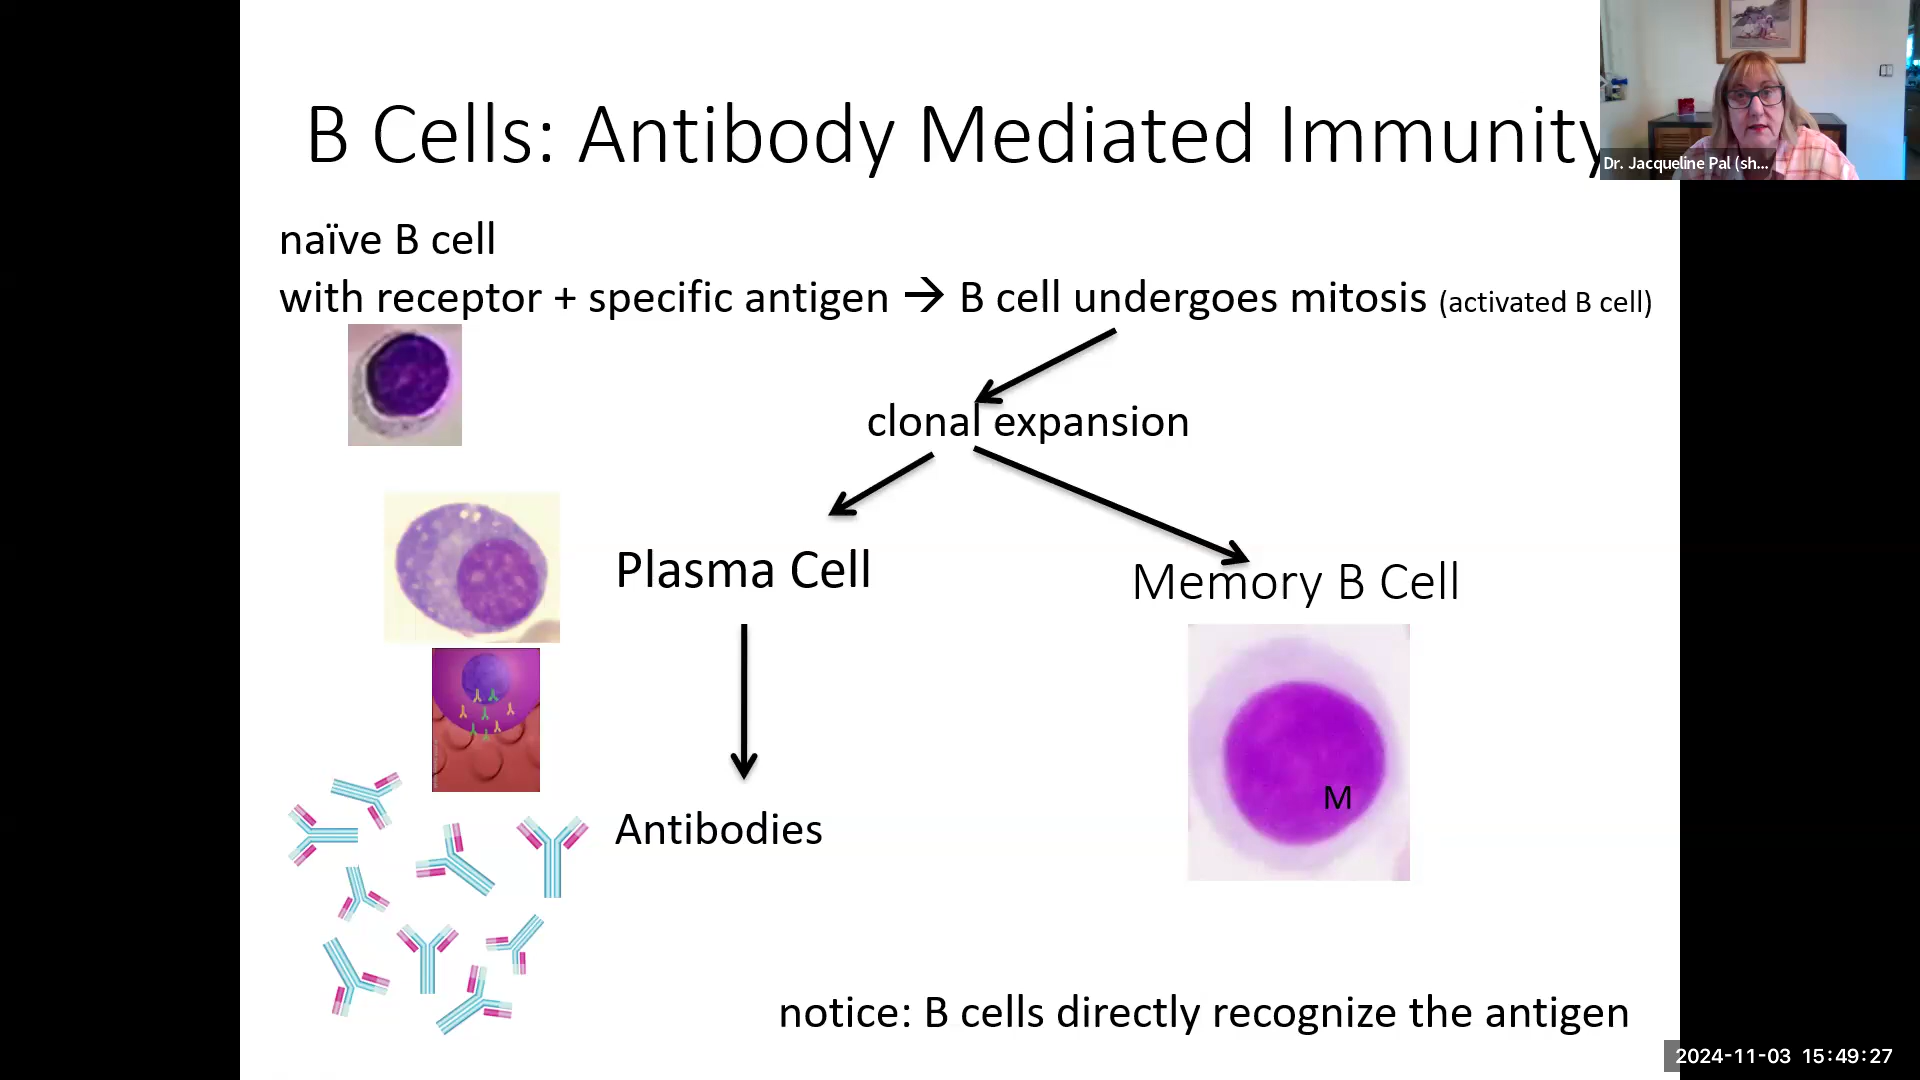 B Cells: Antibody Mediated Immunity
Dr. Jacqueline Pal (sh...
naïve B cell
with receptor + specific antigen → B cell undergoes mitosis (activated B cell)
clonal expansion
Plasma Cell
Memory B Cell
M
Antibodies
notice: B cells directly recognize the antigen
2024-11-03 15:49:27